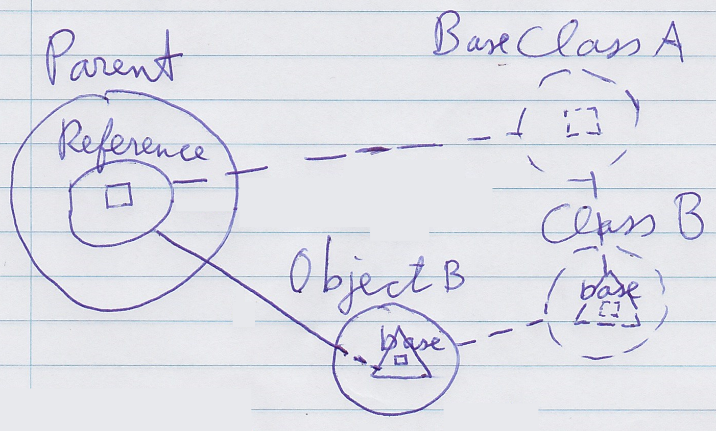 Base Class A
Parent
Reference
Class B
Object B
base
base